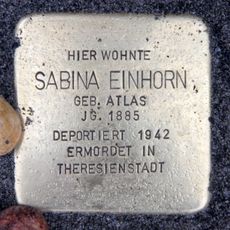 HIER WOHNTE
SABINA EINHORN
GEB. ATLAS
JG. 1885
DEPORTIERT 1942
ERMORDET IN
THERESIENSTADT